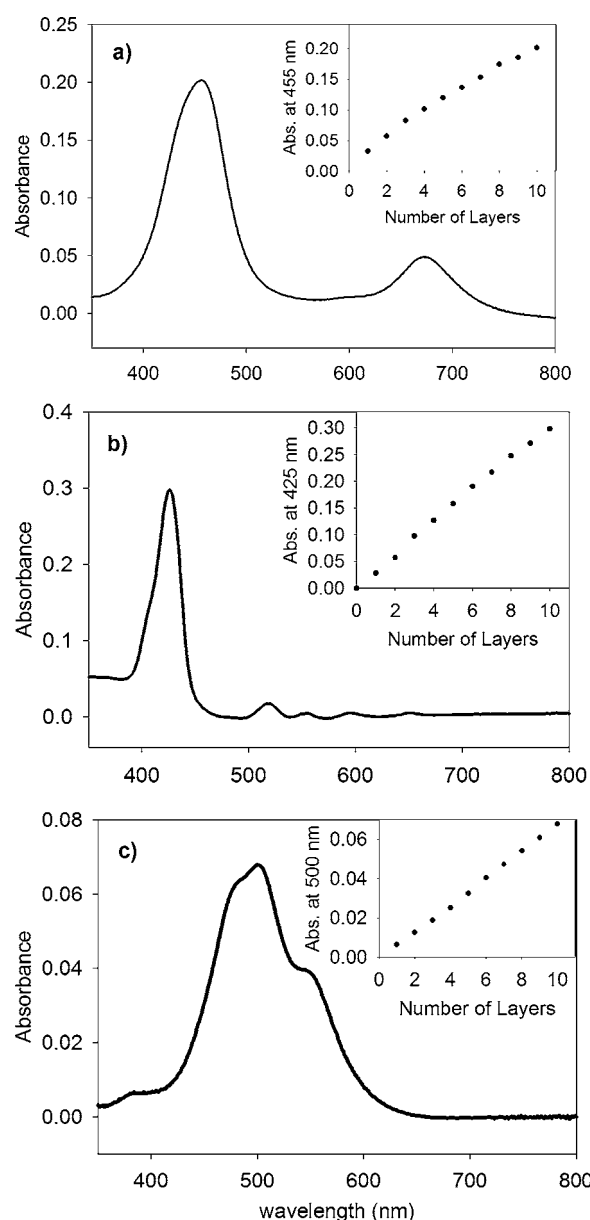 0.25
0.20
0.15
0.10
0.05
0.00
Absorbance
a)
0.20
0.15
0.10
0.05
0.00
Abs. at 455 nm
0 2 4 6 8 10
Number of Layers
400 500 600 700 800
0.4
0.3
0.2
0.1
0.0
Absorbance
b)
0.30
0.25
0.20
0.15
0.10
0.05
0.00
Abs. at 425 nm
0 2 4 6 8 10
Number of Layers
400 500 600 700 800
0.08
0.06
0.04
0.02
0.00
Absorbance
c)
0.06
0.04
0.02
0.00
Abs. at 500 nm
0 2 4 6 8 10
Number of Layers
400 500 600 700 800
wavelength (nm)